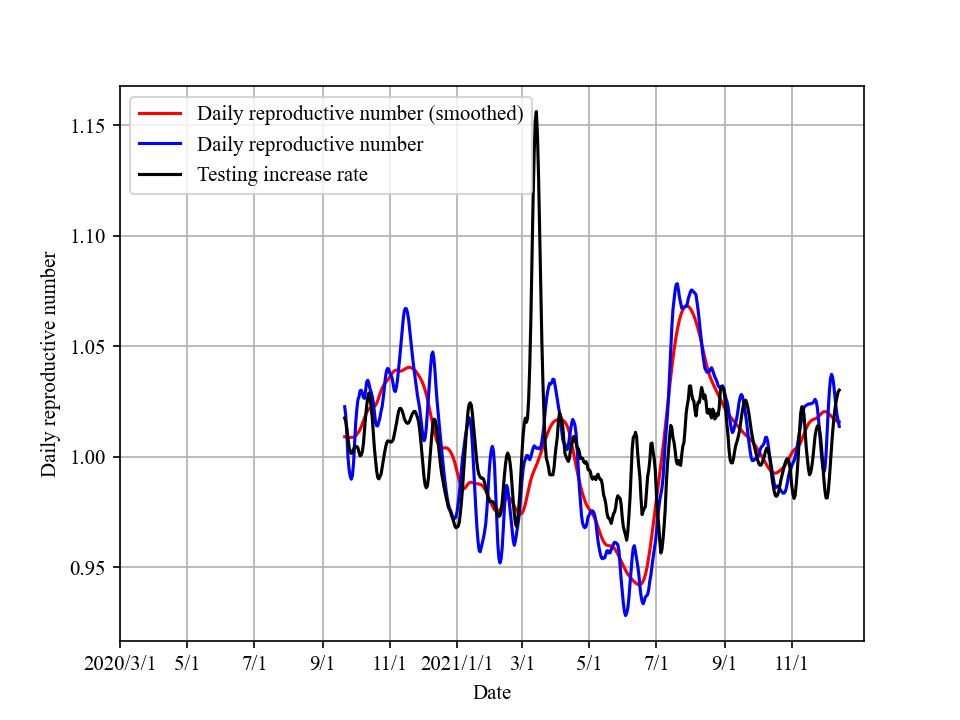 Daily reproductive number (smoothed)
Daily reproductive number
Testing increase rate
1.15
1.10
1.05
1.00
0.95
Daily reproductive number
2020/3/1 5/1 7/1 9/1 11/1 2021/1/1 3/1 5/1 7/1 9/1 11/1
Date